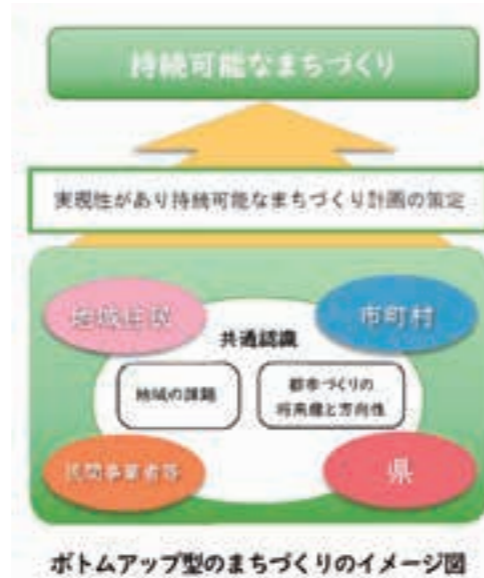 持続可能なまちづくり
実現性があり持続可能なまちづくり計画の策定
地域住民
市町村
共通認識
地域の課題
都市づくりの
将来像と方向性
民間事業者等
県
ボトムアップ型のまちづくりのイメージ図